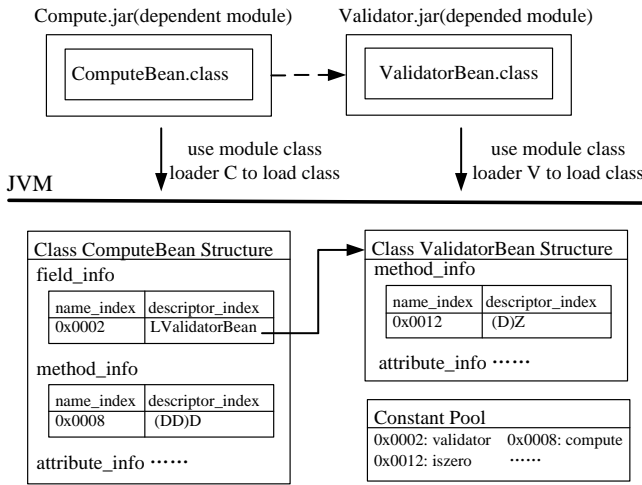 Compute.jar(dependent module)
Validator.jar(depended module)
ComputeBean.class
ValidatorBean.class
use module class
loader C to load class
use module class
loader V to load class
JVM
Class ComputeBean Structure
field_info
name_index descriptor_index
0x0002 LValidatorBean
method_info
name_index descriptor_index
0x0008 (DD)D
attribute_info ⋯⋯
Class ValidatorBean Structure
method_info
name_index descriptor_index
0x0012 (D)Z
attribute_info ⋯⋯
Constant Pool
0x0002: validator 0x0008: compute
0x0012: iszero ⋯⋯